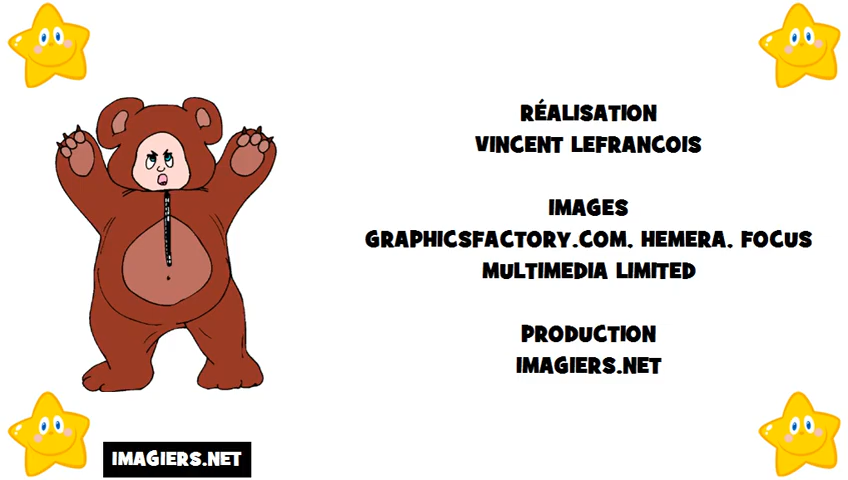 RÉALISATION
VINCENT LEFRANCOIS
IMAGES
GRAPHICSFACTORY.COM, HEMERA, FOCUS
MULTIMEDIA LIMITED
PRODUCTION
IMAGIERS.NET
IMAGIERS.NET